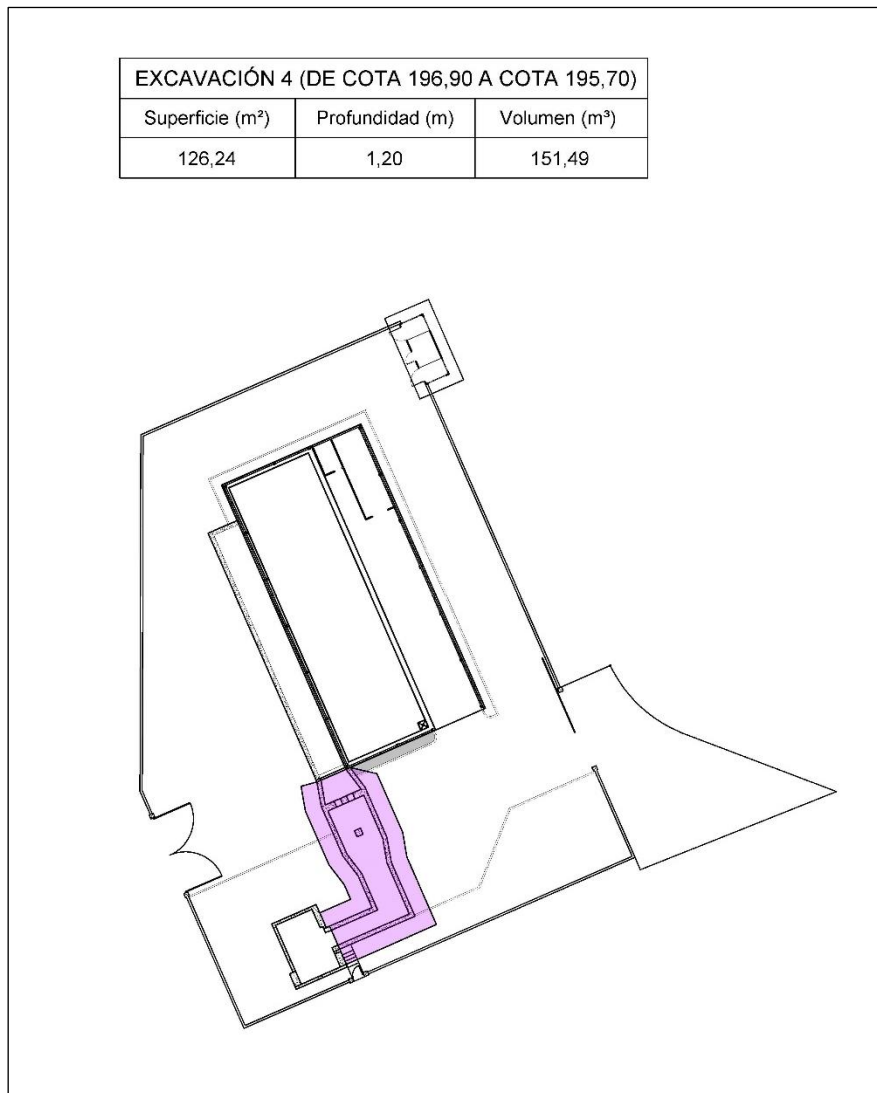 EXCAVACIÓN 4 (DE COTA 196,90 A COTA 195,70)
Superficie (m²) Profundidad (m) Volumen (m³)
126,24 1,20 151,49